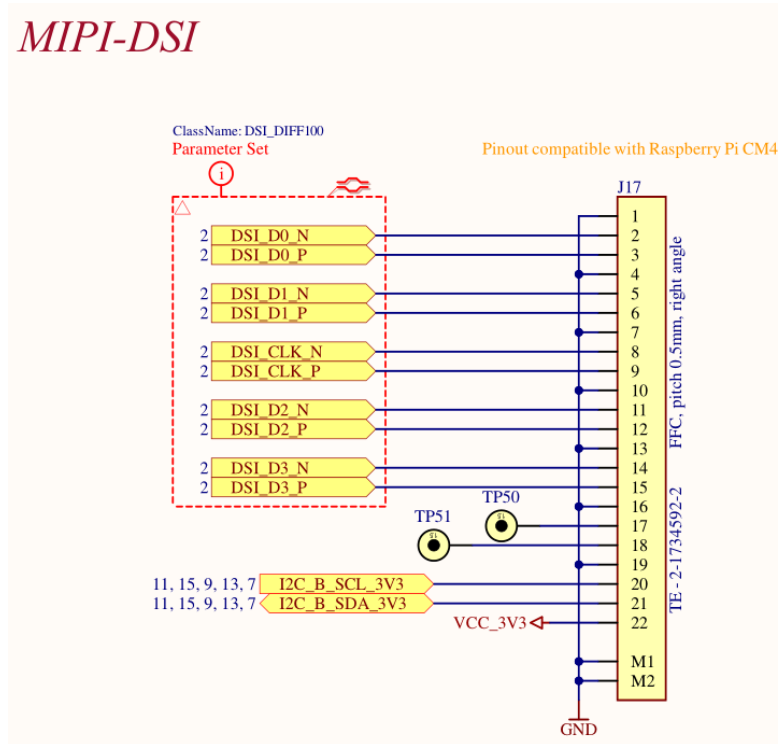 MIPI-DSI
ClassName: DSI_DIFF100
Parameter Set
i
Pinout compatible with Raspberry Pi CM4
J17
1
2 DSI_D0_N 2
2 DSI_D0_P 3
4
2 DSI_D1_N 5
2 DSI_D1_P 6
7
2 DSI_CLK_N 8
2 DSI_CLK_P 9
10
2 DSI_D2_N 11
2 DSI_D2_P 12
13
2 DSI_D3_N 14
2 DSI_D3_P 15
16
TP50 17
TP51 18
19
11, 15, 9, 13, 7 I2C_B_SCL_3V3 20
11, 15, 9, 13, 7 I2C_B_SDA_3V3 21
VCC_3V3 22
M1
M2
GND
FFC, pitch 0.5mm, right angle
TE - 2-1734592-2